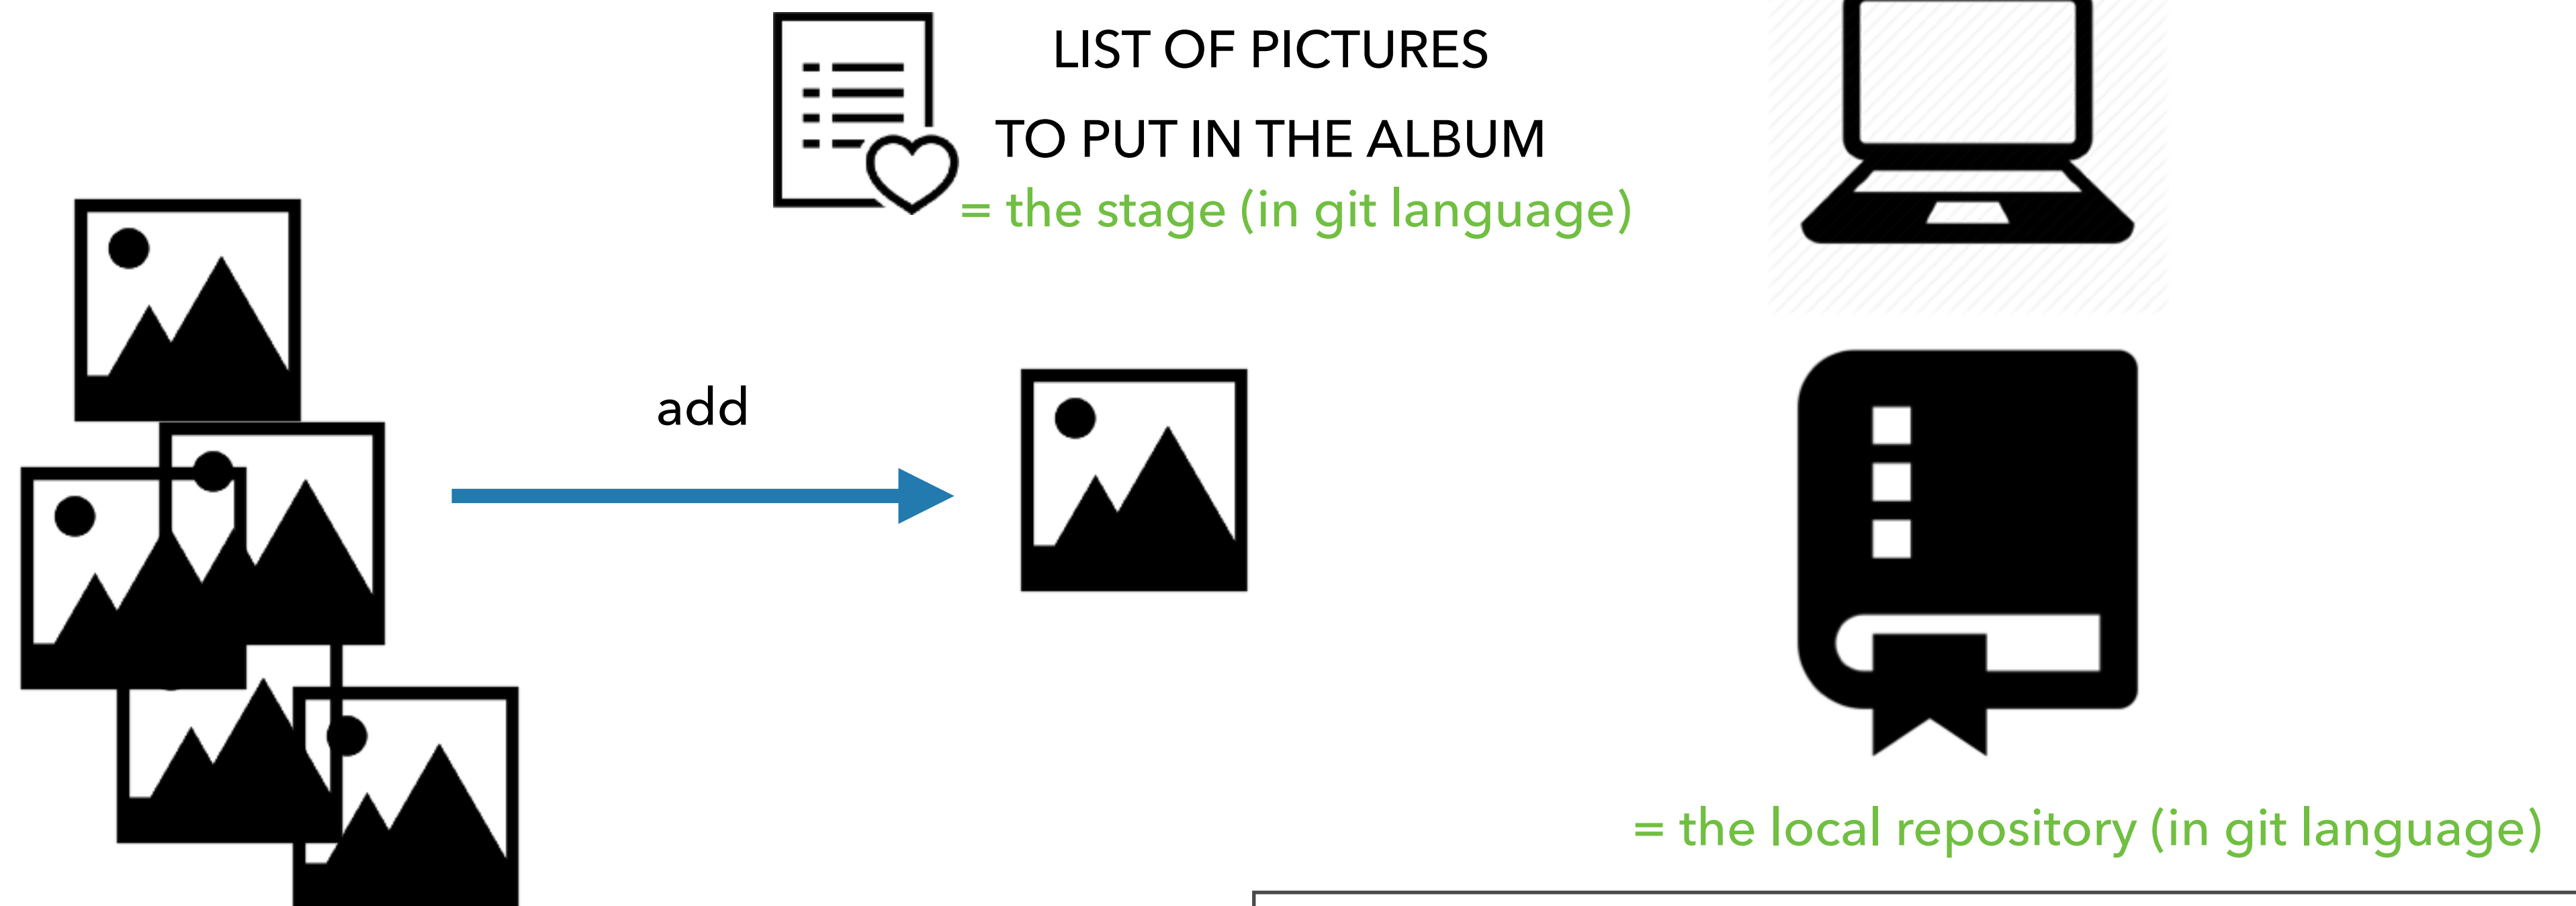 LIST OF PICTURES
TO PUT IN THE ALBUM
= the stage (in git language)
add
= the local repository (in git language)